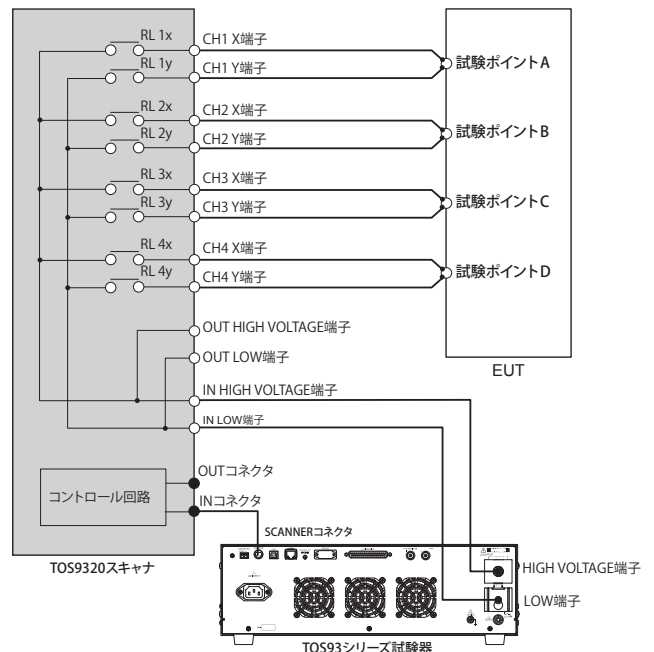 RL 1x
CH1 X端子
RL 1y
CH1 Y端子
試験ポイントA
RL 2x
CH2 X端子
RL 2y
CH2 Y端子
試験ポイントB
RL 3x
CH3 X端子
RL 3y
CH3 Y端子
試験ポイントC
RL 4x
CH4 X端子
RL 4y
CH4 Y端子
試験ポイントD
OUT HIGH VOLTAGE端子
OUT LOW端子
EUT
IN HIGH VOLTAGE端子
IN LOW端子
OUTコネクタ
コントロール回路
INコネクタ
SCANNERコネクタ
TOS9320スキャナ
HIGH VOLTAGE端子
LOW端子
TOS93シリーズ試験器